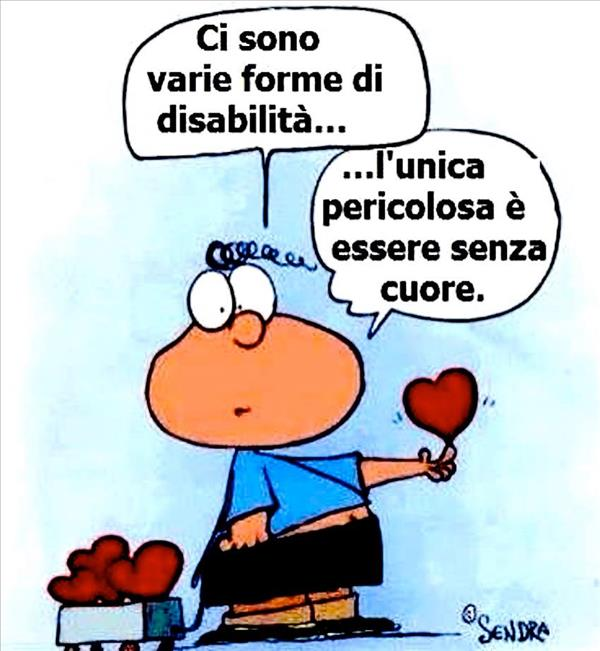 Ci sono
varie forme di
disabilità...
...l'unica
pericolosa è
essere senza
cuore.
SENDRA